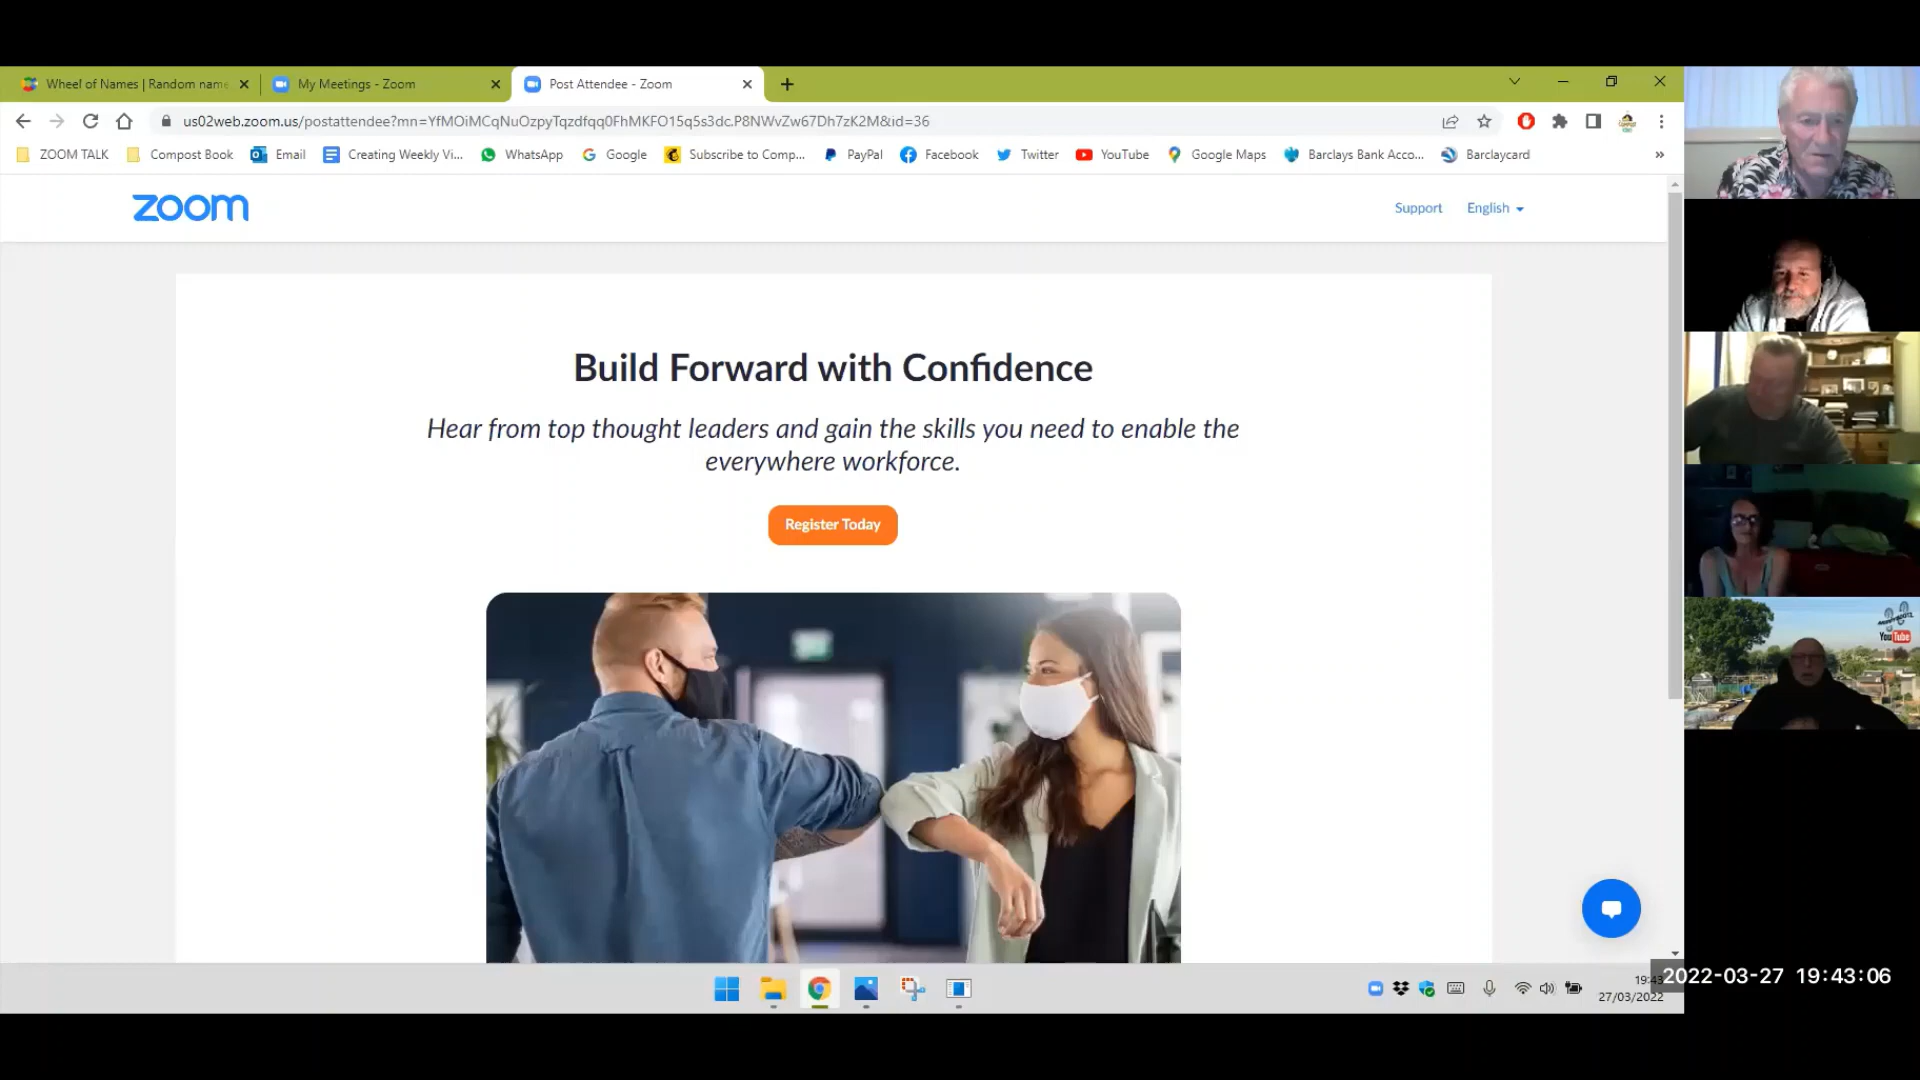 Wheel of Names | Random name
My Meetings - Zoom
Post Attendee - Zoom
us02web.zoom.us/postattendee?mn=YfMOiMCqNuOzpyTqzdfqq0FhMKFO15q5s3dc.P8NWvZw67Dh7zK2M&id=36
ZOOM TALK
Compost Book
Email
Creating Weekly Vi...
WhatsApp
Google
Subscribe to Comp...
PayPal
Facebook
Twitter
YouTube
Google Maps
Barclays Bank Acco...
Barclaycard
zoom
Support
English
Build Forward with Confidence
Hear from top thought leaders and gain the skills you need to enable the
everywhere workforce.
Register Today
YouTube
19:43
27/03/2022
2022-03-27 19:43:06